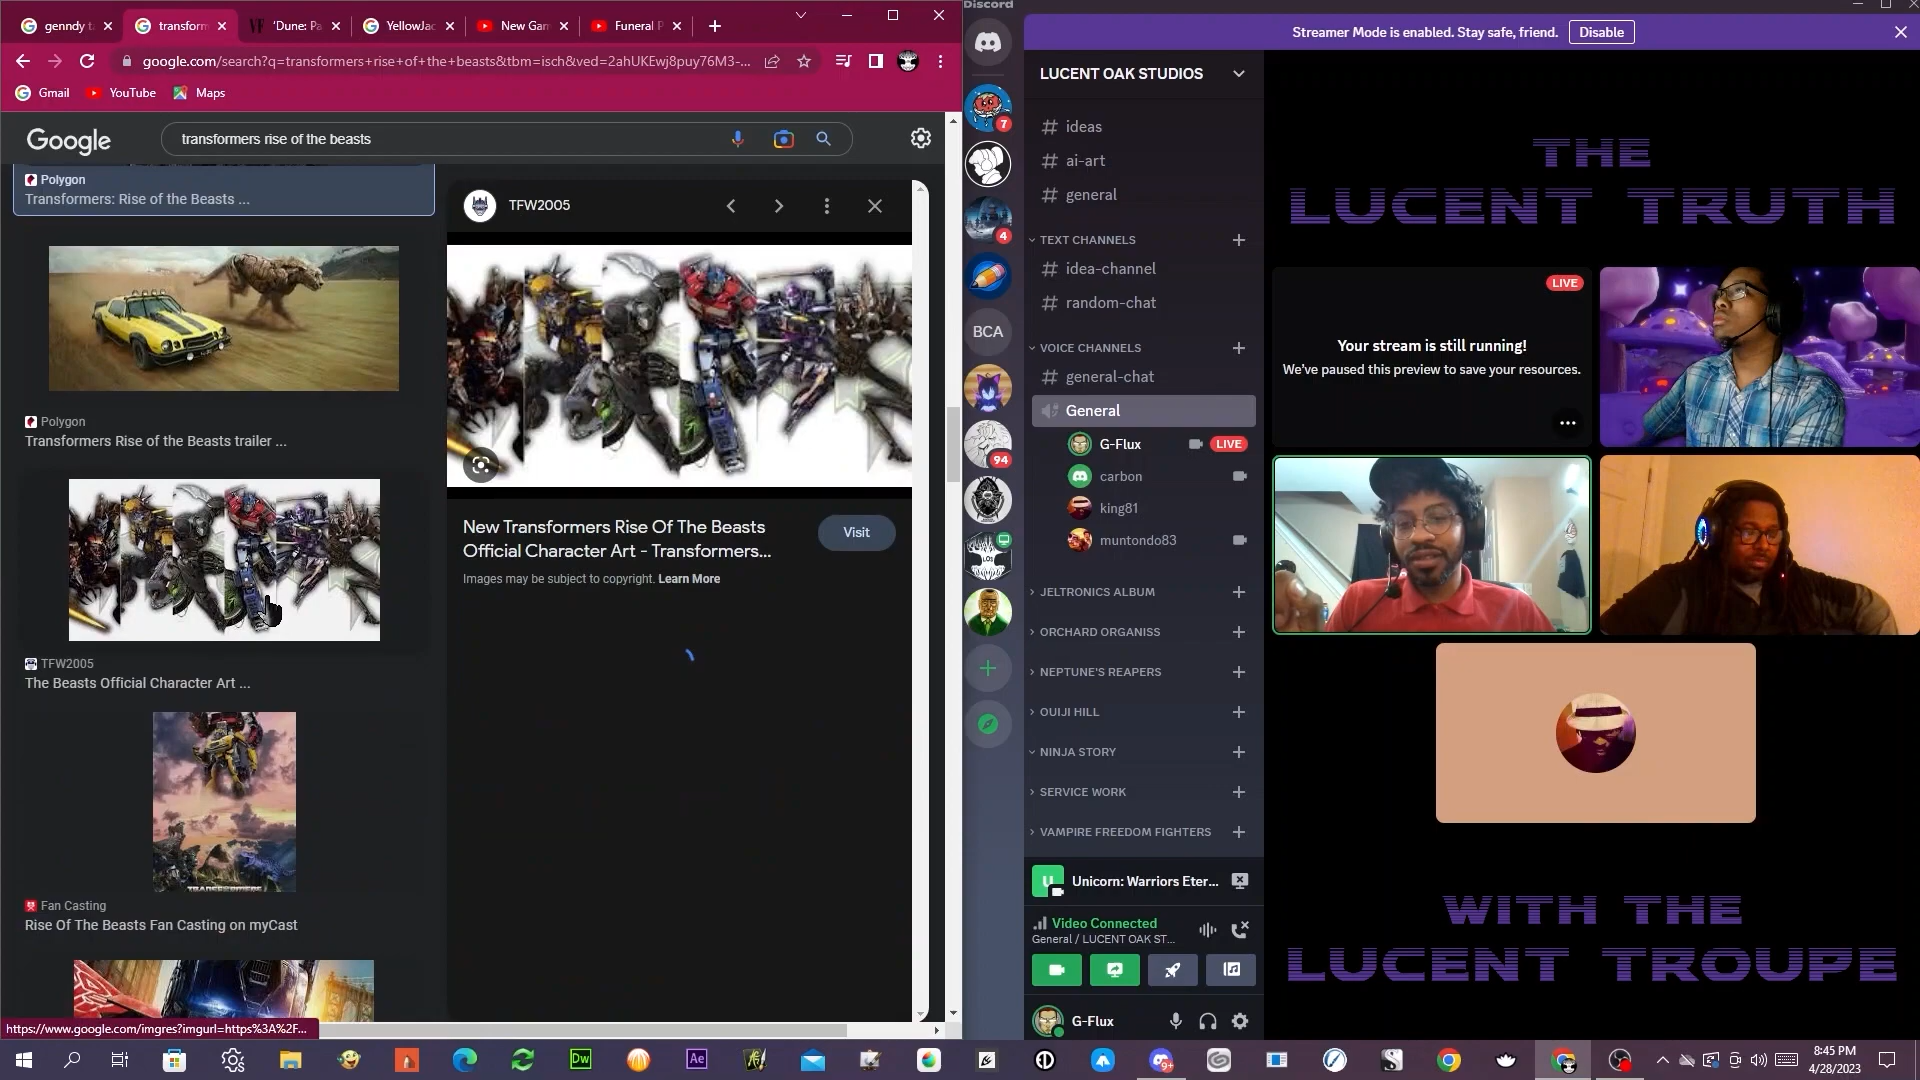 genndy t
transform
'Dune: Pa
YellowJac
New Gam
Funeral P
google.com/search?q=transformers+rise+of+the+beasts&tbm=isch&ved=2ahUKEwj8puy76M3-...
Gmail
YouTube
Maps
Google
transformers rise of the beasts
Polygon
Transformers: Rise of the Beasts ...
Polygon
Transformers Rise of the Beasts trailer ...
TFW2005
The Beasts Official Character Art ...
TRANSFORMERS
Fan Casting
Rise Of The Beasts Fan Casting on myCast
https://www.google.com/imgres?imgurl=https%3A%2F...
TFW2005
New Transformers Rise Of The Beasts
Official Character Art - Transformers...
Visit
Images may be subject to copyright. Learn More
Discord
Streamer Mode is enabled. Stay safe, friend.
Disable
7
4
BCA
94
LUCENT OAK STUDIOS
# ideas
# ai-art
# general
TEXT CHANNELS
# idea-channel
# random-chat
VOICE CHANNELS
# general-chat
General
G-Flux
LIVE
carbon
king81
muntondo83
JELTRONICS ALBUM
ORCHARD ORGANISS
NEPTUNE'S REAPERS
OUIJI HILL
NINJA STORY
SERVICE WORK
VAMPIRE FREEDOM FIGHTERS
U
Unicorn: Warriors Eter...
Video Connected
General / LUCENT OAK ST...
G-Flux
THE
LUCENT TRUTH
LIVE
Your stream is still running!
We've paused this preview to save your resources.
WITH THE
LUCENT TROUPE
Dw
Ae
9+
8:45 PM
4/28/2023